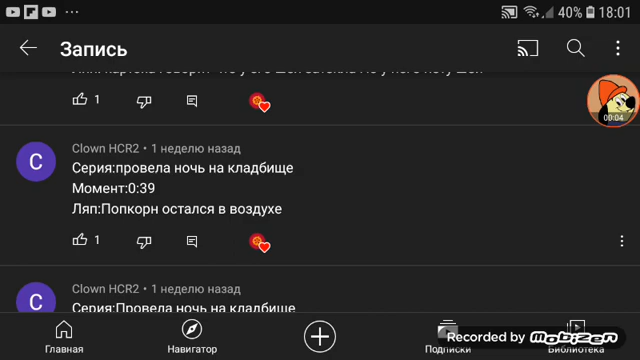 40% 18:01
Запись
00:04
1
Clown HCR2 • 1 неделю назад
С
Серия:провела ночь на кладбище
Момент:0:39
Ляп:Попкорн остался в воздухе
1
Clown HCR2 • 1 неделю назад
С
Серия:Провела ночь на кладбище
Главная
Навигатор
Подписки
Библиотека
Recorded by Mobizen